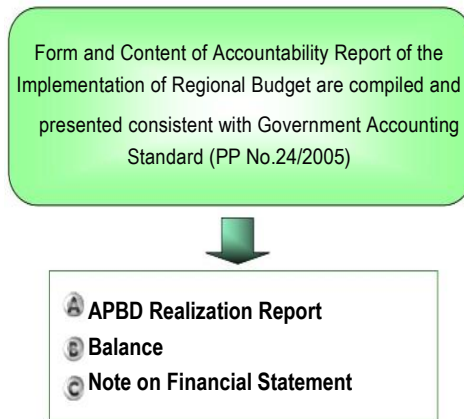 Form and Content of Accountability Report of the
Implementation of Regional Budget are compiled and
presented consistent with Government Accounting
Standard (PP No.24/2005)
A APBD Realization Report
B Balance
C Note on Financial Statement